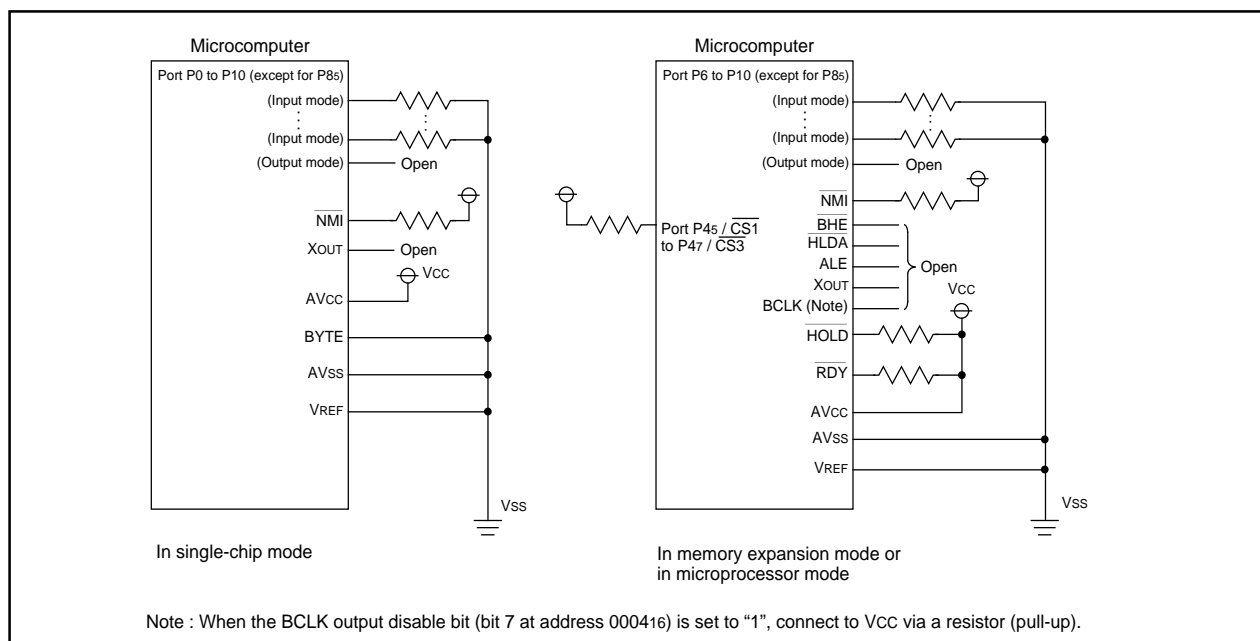 Microcomputer
Port P0 to P10 (except for P85)
(Input mode)
(Input mode)
(Output mode)
Open
NMI
XOUT
Open
VCC
AVCC
BYTE
AVSS
VREF
VSS
In single-chip mode
Microcomputer
Port P6 to P10 (except for P85)
(Input mode)
(Input mode)
(Output mode)
Open
NMI
Port P45 / CS1
to P47 / CS3
BHE
HLDA
ALE
XOUT
BCLK (Note)
Open
VCC
HOLD
RDY
AVCC
AVSS
VREF
VSS
In memory expansion mode or
in microprocessor mode
Note : When the BCLK output disable bit (bit 7 at address 000416) is set to “1”, connect to VCC via a resistor (pull-up).